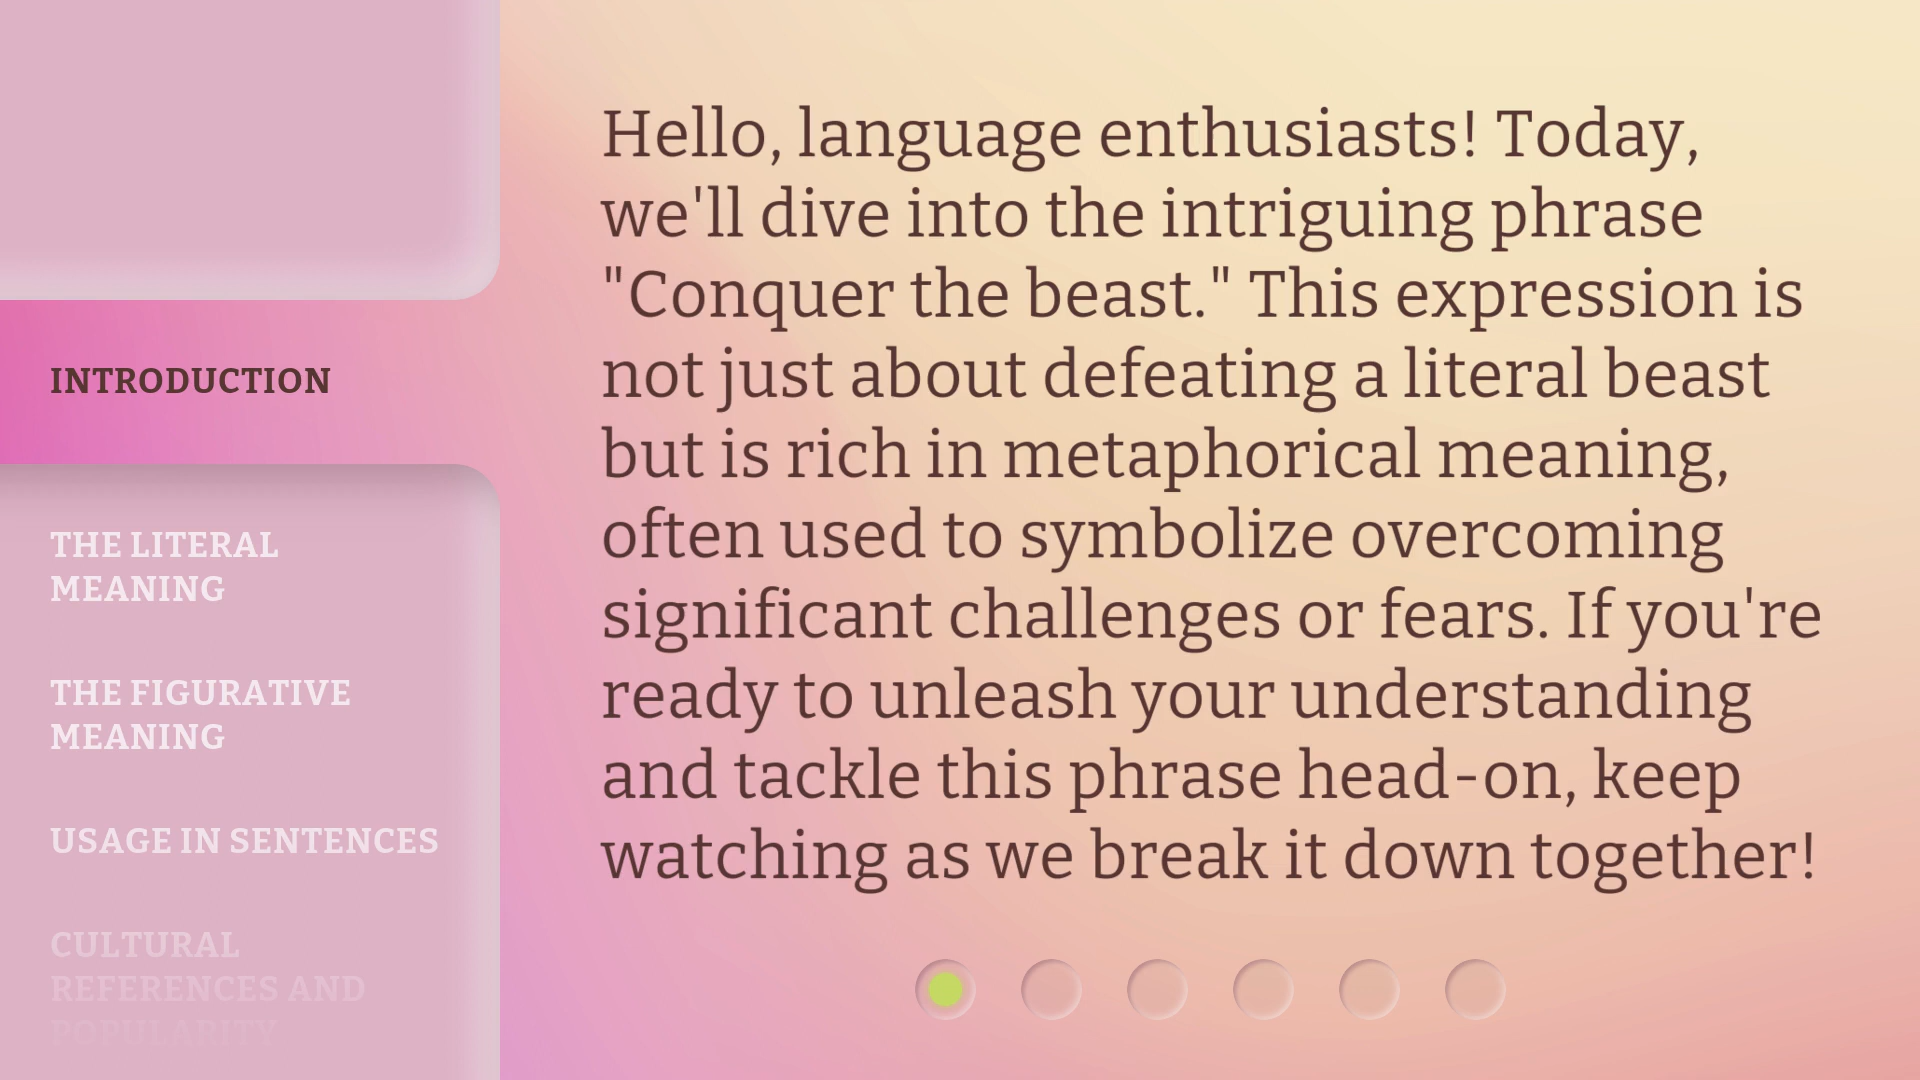 INTRODUCTION
THE LITERAL
MEANING
THE FIGURATIVE
MEANING
USAGE IN SENTENCES
CULTURAL
REFERENCES AND
POPULARITY
Hello, language enthusiasts! Today,
we'll dive into the intriguing phrase
"Conquer the beast." This expression is
not just about defeating a literal beast
but is rich in metaphorical meaning,
often used to symbolize overcoming
significant challenges or fears. If you're
ready to unleash your understanding
and tackle this phrase head-on, keep
watching as we break it down together!